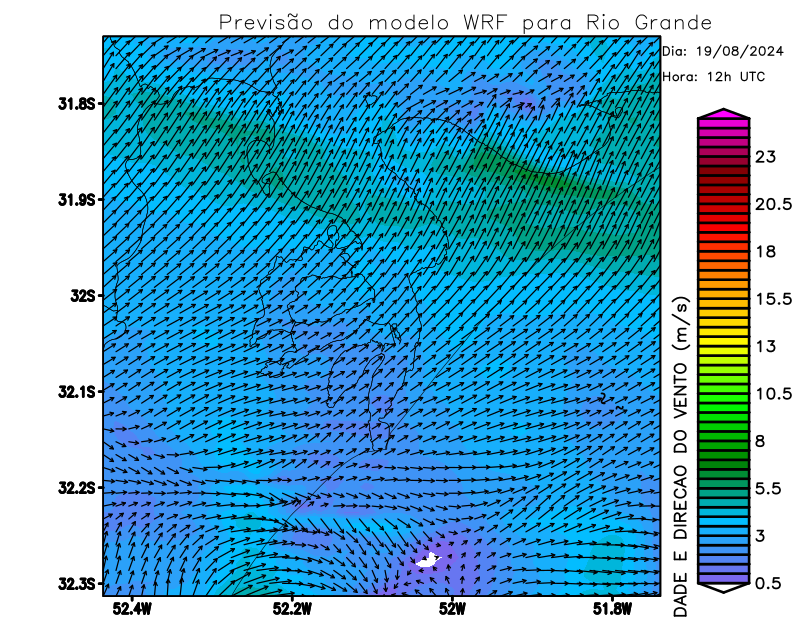 Previsão do modelo WRF para Rio Grande
Dia: 19/08/2024
Hora: 12h UTC
31.8S
31.9S
32S
32.1S
32.2S
32.3S
52.4W
52.2W
52W
51.8W
23
20.5
18
15.5
13
10.5
8
5.5
3
0.5
DADE E DIRECAO DO VENTO (m/s)